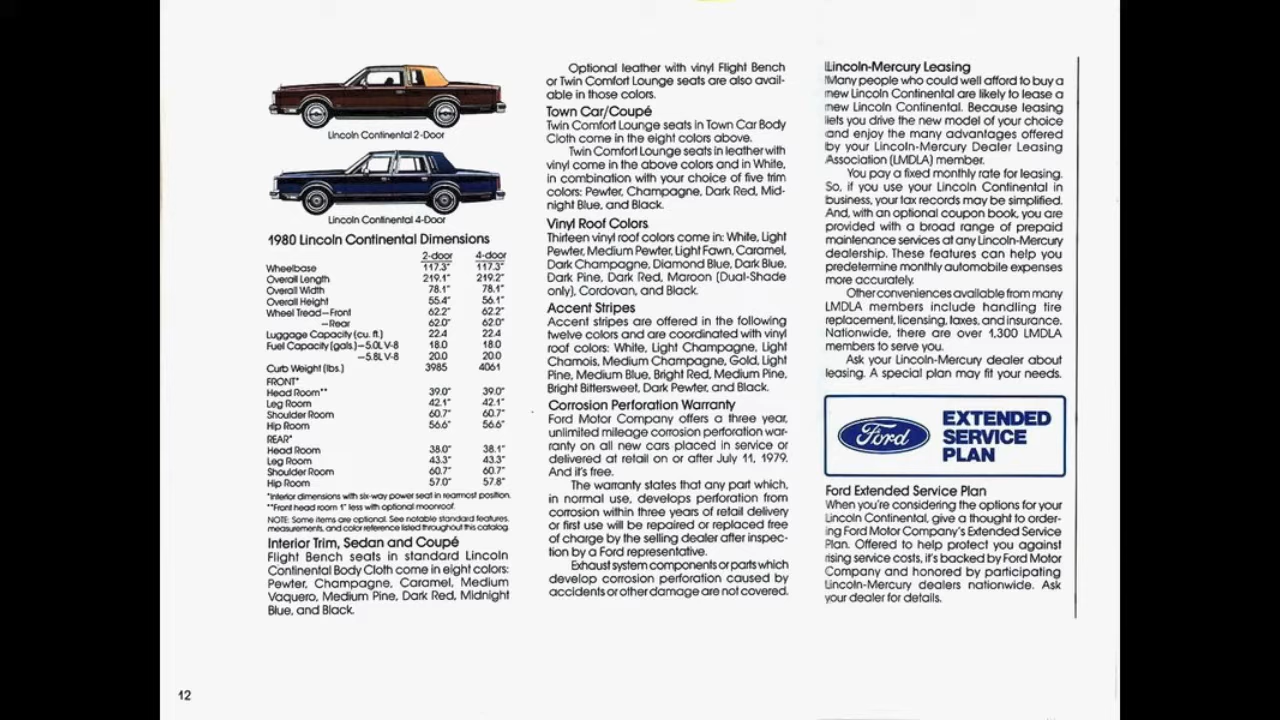 Lincoln Continental 2-Door
Lincoln Continental 4-Door
1980 Lincoln Continental Dimensions
2-door 4-door
Wheelbase 117.3" 117.3"
Overall Length 219.1" 219.2"
Overall Width 78.1" 78.1"
Overall Height 55.4" 56.1"
Wheel Tread—Front 62.2" 62.2"
—Rear 62.0" 62.0"
Luggage Capacity (cu. ft.) 22.4 22.4
Fuel Capacity (gals.)—5.0L V-8 18.0 18.0
—5.8L V-8 20.0 20.0
Curb Weight (lbs.) 3985 4061
FRONT*
Head Room** 39.0" 39.0"
Leg Room 42.1" 42.1"
Shoulder Room 60.7" 60.7"
Hip Room 56.6" 56.6"
REAR*
Head Room 38.0" 38.1"
Leg Room 43.3" 43.3"
Shoulder Room 60.7" 60.7"
Hip Room 57.0" 57.8"
*Interior dimensions with six-way power seat in rearmost position.
**Front head room 1" less with optional moonroof.
NOTE: Some items are optional. See notable standard features,
measurements, and color reference listed throughout this catalog.
Interior Trim, Sedan and Coupé
Flight Bench seats in standard Lincoln
Continental Body Cloth come in eight colors:
Pewter, Champagne, Caramel, Medium
Vaquero, Medium Pine, Dark Red, Midnight
Blue, and Black.
Optional leather with vinyl Flight Bench
or Twin Comfort Lounge seats are also avail-
able in those colors.
Town Car/Coupé
Twin Comfort Lounge seats in Town Car Body
Cloth come in the eight colors above.
Twin Comfort Lounge seats in leather with
vinyl come in the above colors and in White,
in combination with your choice of five trim
colors: Pewter, Champagne, Dark Red, Mid-
night Blue, and Black.
Vinyl Roof Colors
Thirteen vinyl roof colors come in: White, Light
Pewter, Medium Pewter, Light Fawn, Caramel,
Dark Champagne, Diamond Blue, Dark Blue,
Dark Pine, Dark Red, Maroon (Dual-Shade
only), Cordovan, and Black.
Accent Stripes
Accent stripes are offered in the following
twelve colors and are coordinated with vinyl
roof colors: White, Light Champagne, Light
Chamois, Medium Champagne, Gold, Light
Pine, Medium Blue, Bright Red, Medium Pine,
Bright Bittersweet, Dark Pewter, and Black.
Corrosion Perforation Warranty
Ford Motor Company offers a three year,
unlimited mileage corrosion perforation war-
ranty on all new cars placed in service or
delivered at retail on or after July 11, 1979.
And it's free.
The warranty states that any part which,
in normal use, develops perforation from
corrosion within three years of retail delivery
or first use will be repaired or replaced free
of charge by the selling dealer after inspec-
tion by a Ford representative.
Exhaust system components or parts which
develop corrosion perforation caused by
accidents or other damage are not covered.
Lincoln-Mercury Leasing
Many people who could well afford to buy a
new Lincoln Continental are likely to lease a
new Lincoln Continental. Because leasing
lets you drive the new model of your choice
and enjoy the many advantages offered
by your Lincoln-Mercury Dealer Leasing
Association (LMDLA) member.
You pay a fixed monthly rate for leasing.
So, if you use your Lincoln Continental in
business, your tax records may be simplified.
And, with an optional coupon book, you are
provided with a broad range of prepaid
maintenance services at any Lincoln-Mercury
dealership. These features can help you
predetermine monthly automobile expenses
more accurately.
Other conveniences available from many
LMDLA members include handling tire
replacement, licensing, taxes, and insurance.
Nationwide, there are over 1,300 LMDLA
members to serve you.
Ask your Lincoln-Mercury dealer about
leasing. A special plan may fit your needs.
Ford
EXTENDED
SERVICE
PLAN
Ford Extended Service Plan
When you're considering the options for your
Lincoln Continental, give a thought to order-
ing Ford Motor Company's Extended Service
Plan. Offered to help protect you against
rising service costs, it's backed by Ford Motor
Company and honored by participating
Lincoln-Mercury dealers nationwide. Ask
your dealer for details.
12